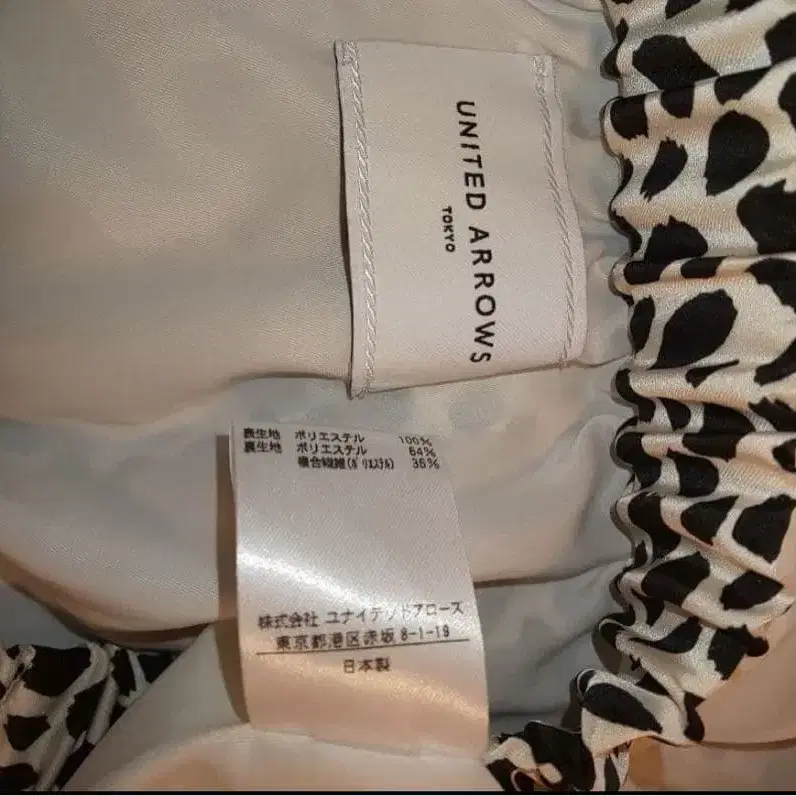 UNITED ARROWS
TOKYO
表生地 ポリエステル 100%
裏生地 ポリエステル 64%
複合繊維(ポリエステル) 36%
株式会社 ユナイテッドアローズ
東京都港区赤坂 8-1-19
日本製